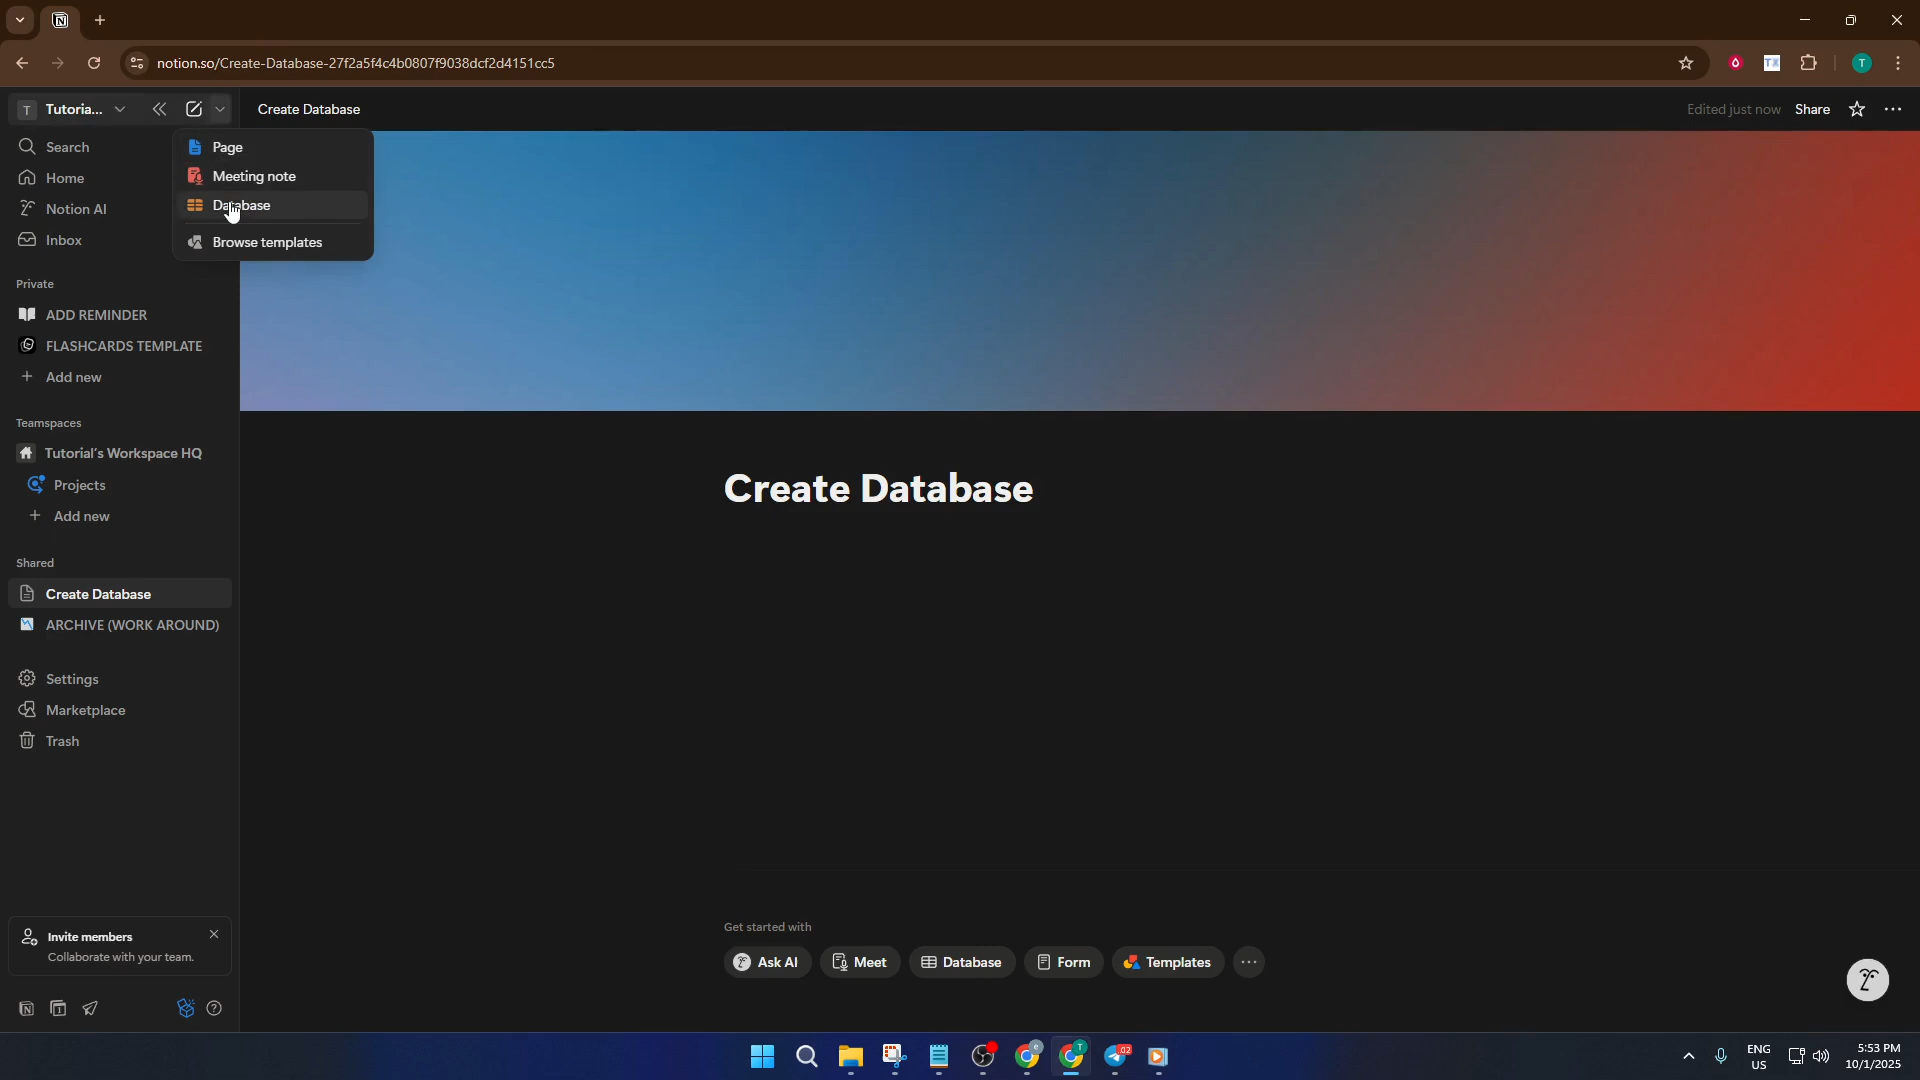 notion.so/Create-Database-27f2a5f4c4b0807f9038dcf2d4151cc5
T
T Tutoria...
Create Database
Edited just now Share
Search
Home
Notion AI
Inbox
Page
Meeting note
Database
Browse templates
Private
ADD REMINDER
FLASHCARDS TEMPLATE
Add new
Teamspaces
Tutorial's Workspace HQ
Projects
Add new
Shared
Create Database
ARCHIVE (WORK AROUND)
Settings
Marketplace
Trash
Create Database
Get started with
Ask AI Meet Database Form Templates
Invite members
Collaborate with your team.
ENG
US
5:53 PM
10/1/2025